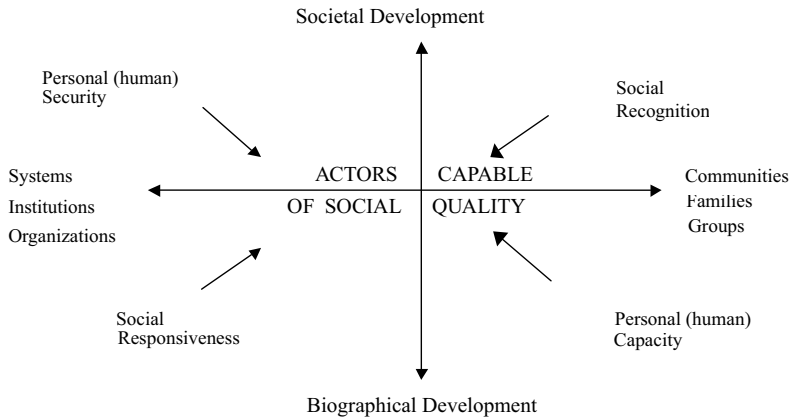 Societal Development
Personal (human)
Security
Social
Recognition
ACTORS CAPABLE
OF SOCIAL QUALITY
Systems
Institutions
Organizations
Communities
Families
Groups
Social
Responsiveness
Personal (human)
Capacity
Biographical Development